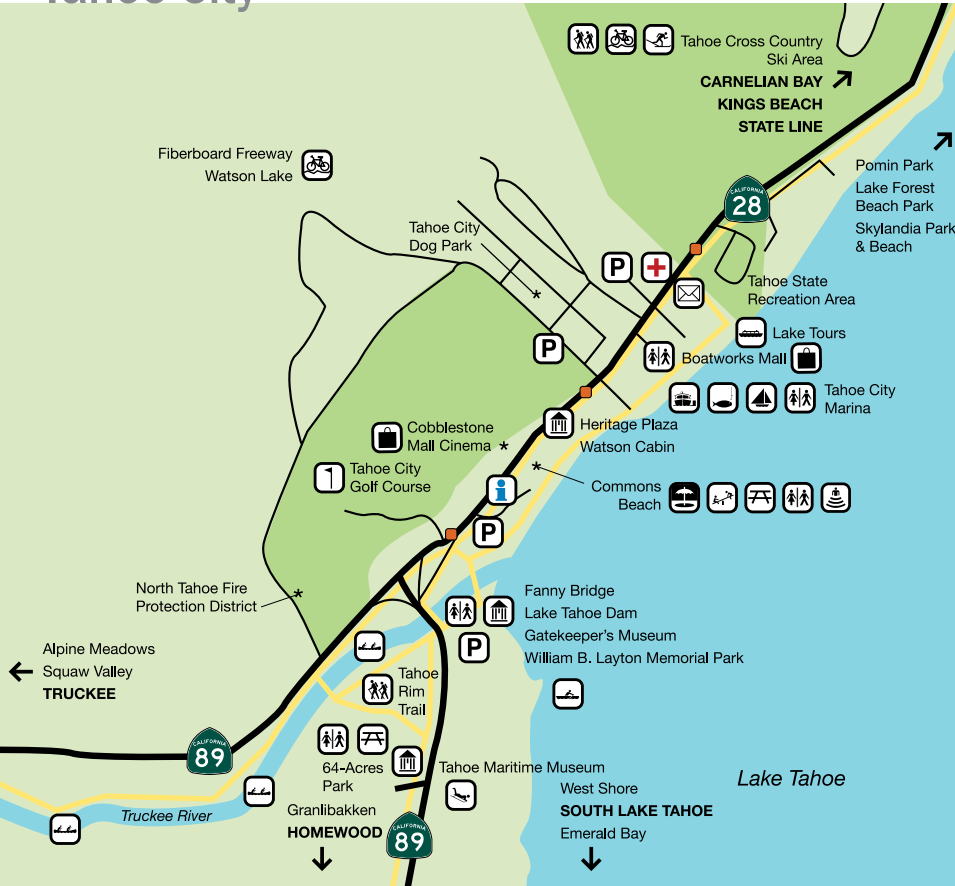 Tahoe City
Tahoe Cross Country
Ski Area
CARNELIAN BAY
KINGS BEACH
STATE LINE
Fiberboard Freeway
Watson Lake
Pomin Park
Lake Forest
Beach Park
Skylandia Park
& Beach
CALIFORNIA
28
Tahoe City
Dog Park
*
P
Tahoe State
Recreation Area
Lake Tours
P
Boatworks Mall
Tahoe City
Marina
Cobblestone
Mall Cinema *
Heritage Plaza
Watson Cabin
Tahoe City
Golf Course
*
i
Commons
Beach
P
North Tahoe Fire
Protection District
*
Fanny Bridge
Lake Tahoe Dam
Gatekeeper's Museum
William B. Layton Memorial Park
P
Alpine Meadows
Squaw Valley
TRUCKEE
Tahoe
Rim
Trail
CALIFORNIA
89
64-Acres
Park
Tahoe Maritime Museum
Lake Tahoe
Truckee River
Granlibakken
HOMEWOOD
CALIFORNIA
89
West Shore
SOUTH LAKE TAHOE
Emerald Bay